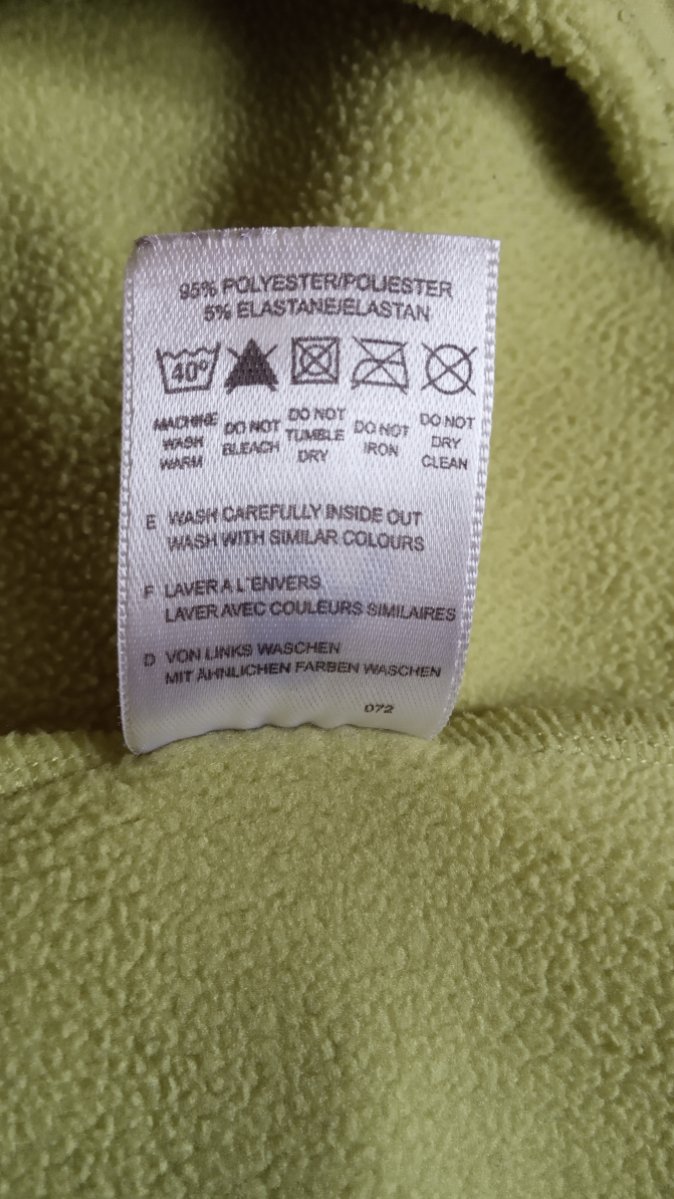 95% POLYESTER/POLIESTER
5% ELASTANE/ELASTAN
40°
MACHINE WASH WARM
DO NOT BLEACH
DO NOT TUMBLE DRY
DO NOT IRON
DO NOT DRY CLEAN
E WASH CAREFULLY INSIDE OUT
WASH WITH SIMILAR COLOURS
F LAVER A L'ENVERS
LAVER AVEC COULEURS SIMILAIRES
D VON LINKS WASCHEN
MIT ÄHNLICHEN FARBEN WASCHEN
072